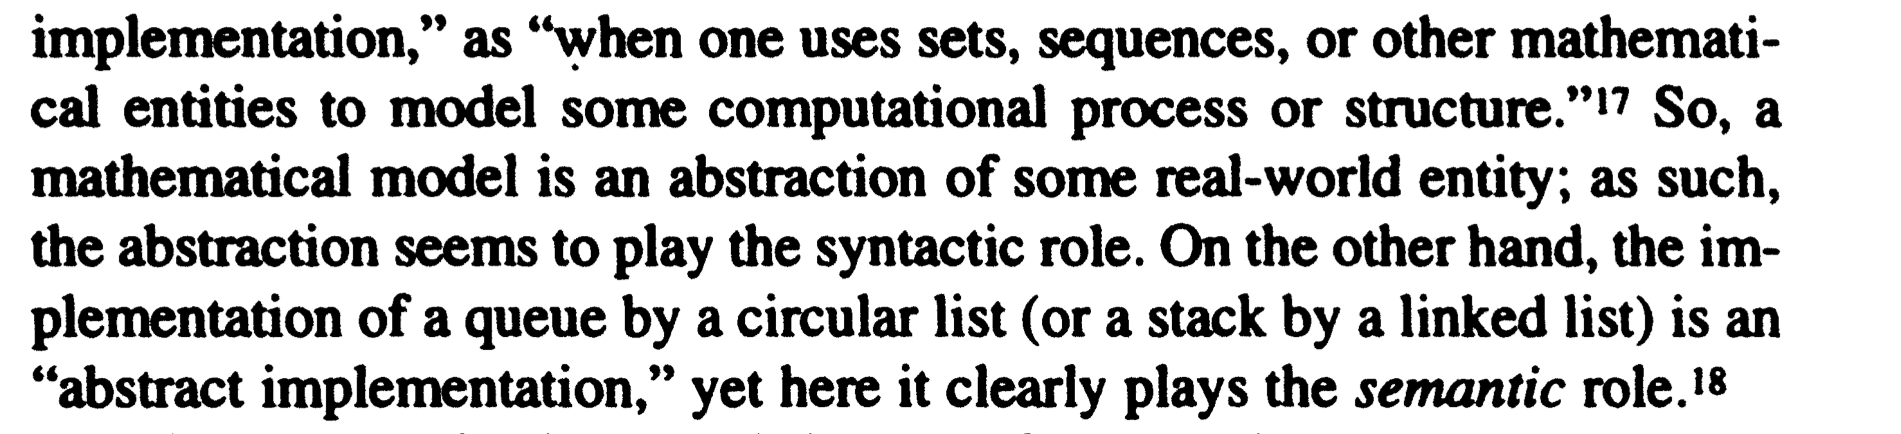 implementation,” as “when one uses sets, sequences, or other mathemati-
cal entities to model some computational process or structure.”17 So, a
mathematical model is an abstraction of some real-world entity; as such,
the abstraction seems to play the syntactic role. On the other hand, the im-
plementation of a queue by a circular list (or a stack by a linked list) is an
“abstract implementation,” yet here it clearly plays the semantic role.18